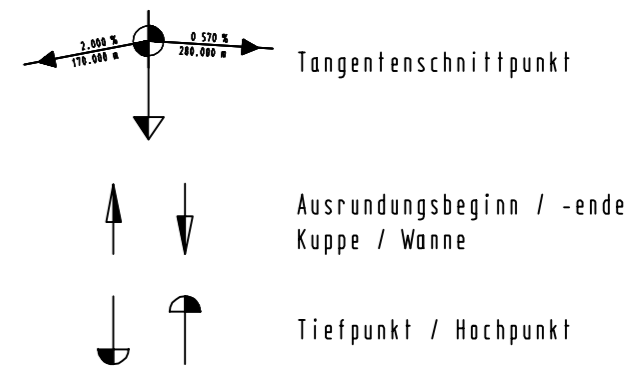 2.000 %
170.000 m
0 570 %
280.000 m
Tangentenschnittpunkt
Ausrundungsbeginn / -ende
Kuppe / Wanne
Tiefpunkt / Hochpunkt